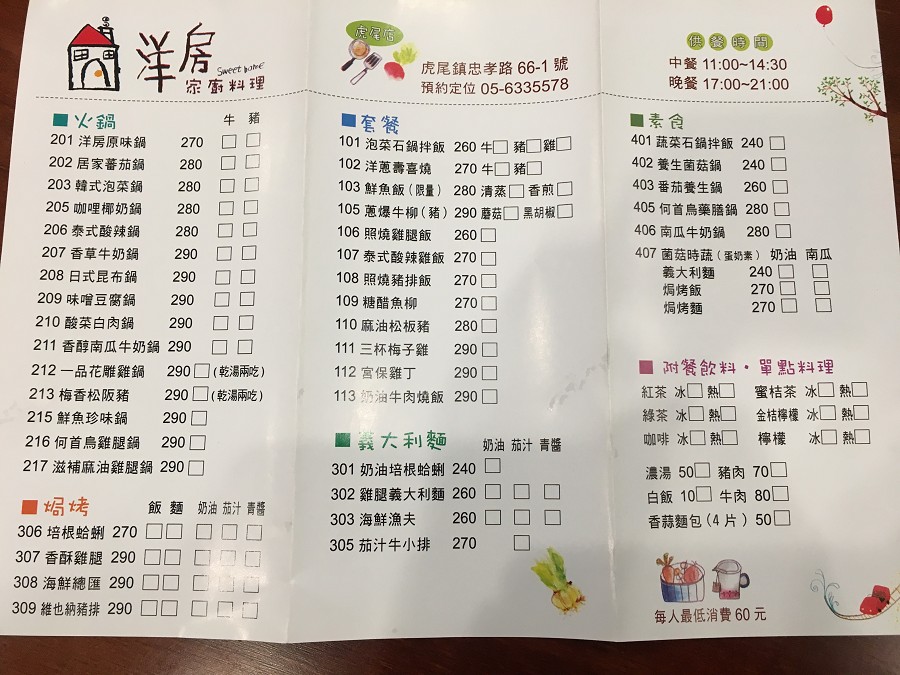 洋房
Sweet home
家廚料理
虎尾店
虎尾鎮忠孝路 66-1 號
預約定位 05-6335578
供餐時間
中餐 11:00~14:30
晚餐 17:00~21:00
火鍋 牛 豬
201 洋房原味鍋 270 □ □
202 居家蕃茄鍋 280 □ □
203 韓式泡菜鍋 280 □ □
205 咖哩椰奶鍋 280 □ □
206 泰式酸辣鍋 280 □ □
207 香草牛奶鍋 290 □ □
208 日式昆布鍋 290 □ □
209 味噌豆腐鍋 290 □ □
210 酸菜白肉鍋 290 □ □
211 香醇南瓜牛奶鍋 290 □ □
212 一品花雕雞鍋 290 □ (乾湯兩吃)
213 梅香松阪豬 290 □ (乾湯兩吃)
215 鮮魚珍味鍋 290 □
216 何首烏雞腿鍋 290 □
217 滋補麻油雞腿鍋 290 □
焗烤 飯 麵 奶油 茄汁 青醬
306 培根蛤蜊 270 □ □ □ □ □
307 香酥雞腿 290 □ □ □ □ □
308 海鮮總匯 290 □ □ □ □ □
309 維也納豬排 290 □ □ □ □ □
套餐
101 泡菜石鍋拌飯 260 牛□ 豬□ 雞□
102 洋蔥壽喜燒 270 牛□ 豬□
103 鮮魚飯(限量) 280 清蒸□ 香煎□
105 蔥爆牛柳(豬) 290 蘑菇□ 黑胡椒□
106 照燒雞腿飯 260□
107 泰式酸辣雞飯 270□
108 照燒豬排飯 270□
109 糖醋魚柳 270□
110 麻油松板豬 280□
111 三杯梅子雞 290□
112 宮保雞丁 290□
113 奶油牛肉燒飯 290□
義大利麵 奶油 茄汁 青醬
301 奶油培根蛤蜊 240 □
302 雞腿義大利麵 260 □ □ □
303 海鮮漁夫 260 □ □ □
305 茄汁牛小排 270 □
素食
401 蔬菜石鍋拌飯 240 □
402 養生菌菇鍋 240 □
403 番茄養生鍋 260 □
405 何首烏藥膳鍋 280 □
406 南瓜牛奶鍋 280 □
407 菌菇時蔬(蛋奶素) 奶油 南瓜
義大利麵 240 □ □
焗烤飯 270 □ □
焗烤麵 270 □ □
附餐飲料・單點料理
紅茶 冰□ 熱□ 蜜桔茶 冰□ 熱□
綠茶 冰□ 熱□ 金桔檸檬 冰□ 熱□
咖啡 冰□ 熱□ 檸檬 冰□ 熱□
濃湯 50□ 豬肉 70□
白飯 10□ 牛肉 80□
香蒜麵包(4 片) 50□
每人最低消費 60 元